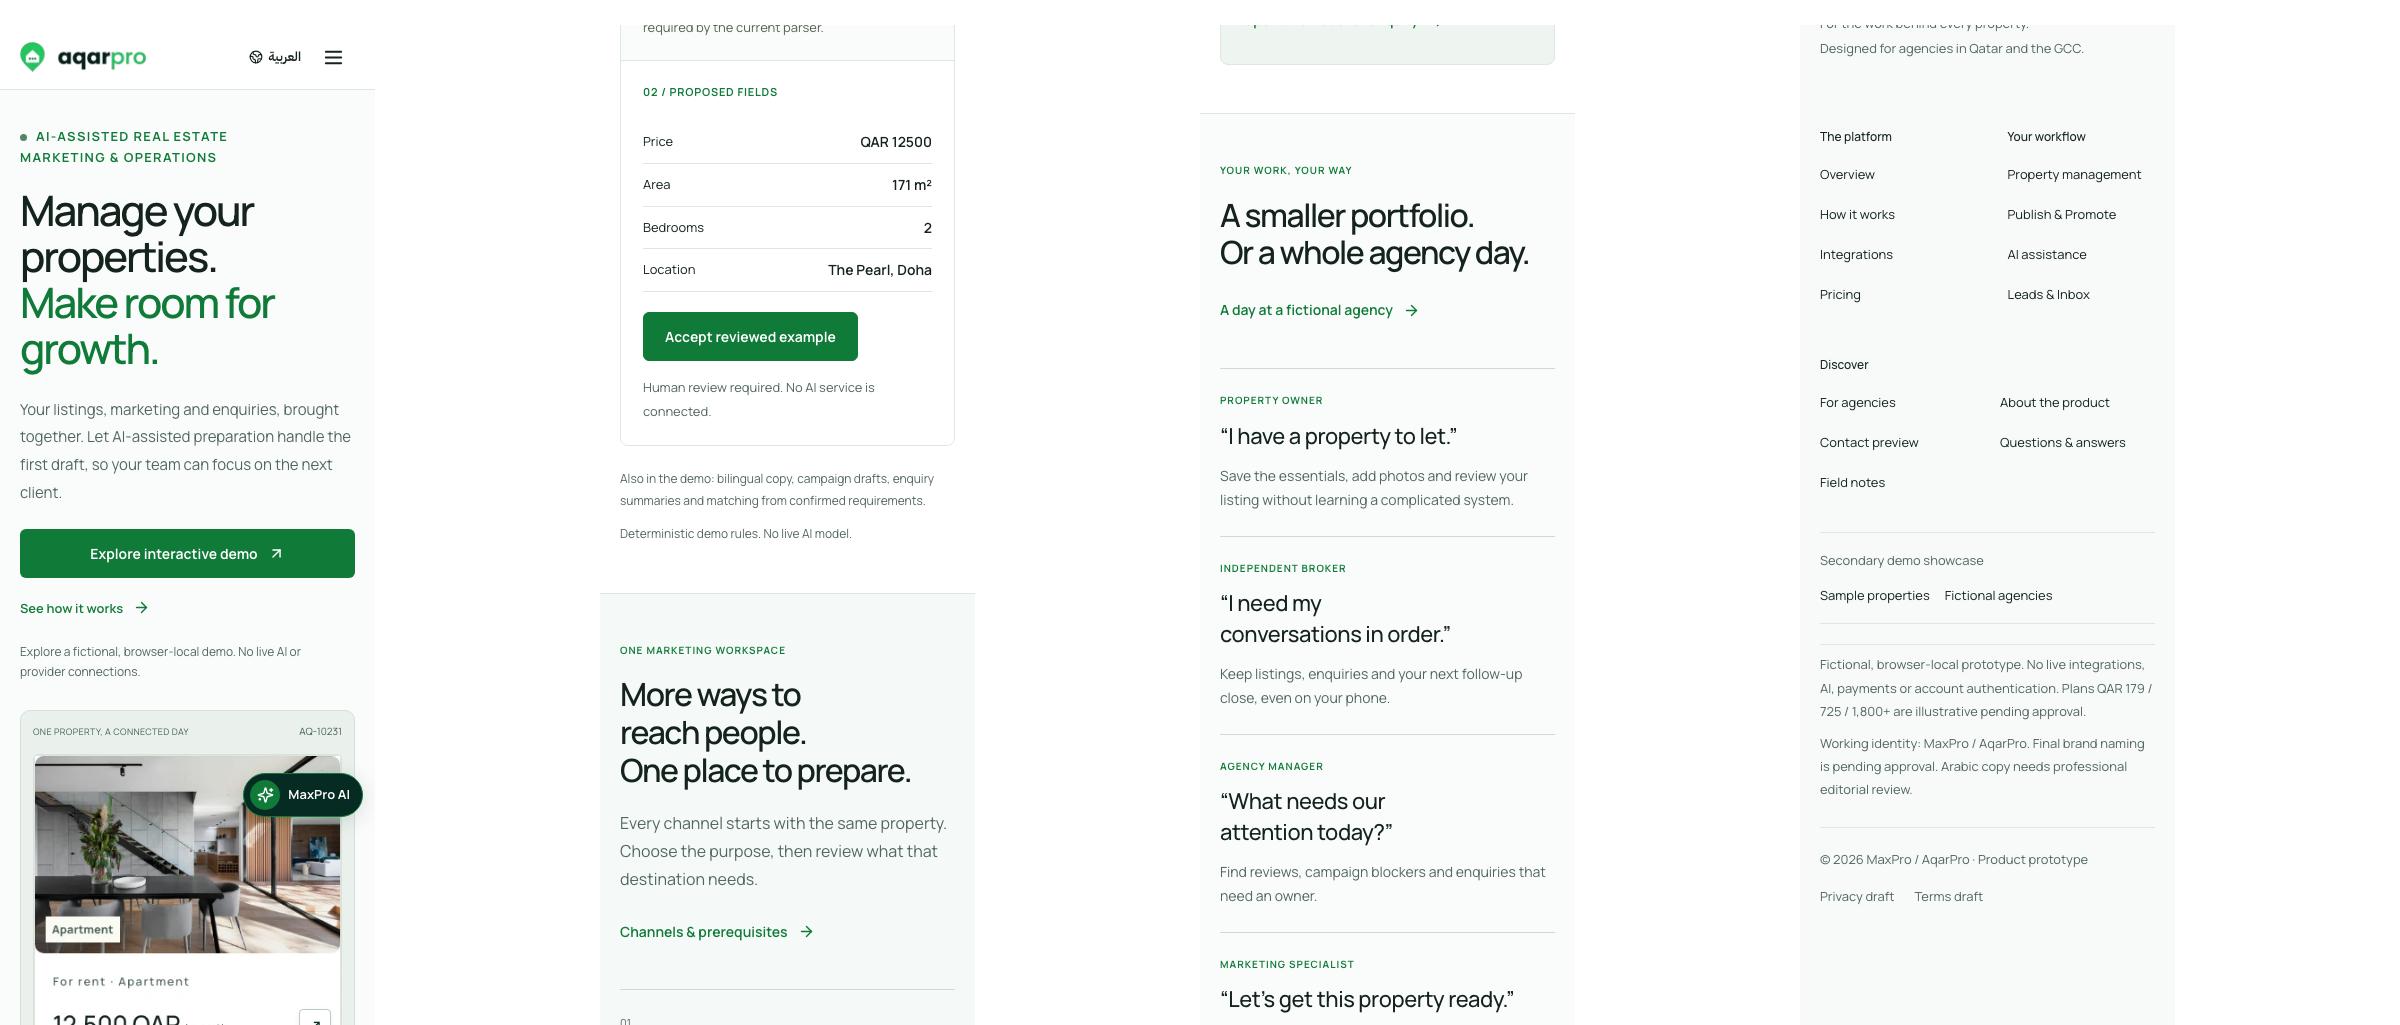 aqarpro
العربية
AI-ASSISTED REAL ESTATE
MARKETING & OPERATIONS
Manage your
properties.
Make room for
growth.
Your listings, marketing and enquiries, brought
together. Let AI-assisted preparation handle the
first draft, so your team can focus on the next
client.
Explore interactive demo
See how it works
Explore a fictional, browser-local demo. No live AI or
provider connections.
ONE PROPERTY, A CONNECTED DAY
AQ-10231
MaxPro AI
Apartment
For rent · Apartment
12,500 QAR
required by the current parser.
02 / PROPOSED FIELDS
Price QAR 12500
Area 171 m²
Bedrooms 2
Location The Pearl, Doha
Accept reviewed example
Human review required. No AI service is
connected.
Also in the demo: bilingual copy, campaign drafts, enquiry
summaries and matching from confirmed requirements.
Deterministic demo rules. No live AI model.
ONE MARKETING WORKSPACE
More ways to
reach people.
One place to prepare.
Every channel starts with the same property.
Choose the purpose, then review what that
destination needs.
Channels & prerequisites
01
YOUR WORK, YOUR WAY
A smaller portfolio.
Or a whole agency day.
A day at a fictional agency
PROPERTY OWNER
“I have a property to let.”
Save the essentials, add photos and review your
listing without learning a complicated system.
INDEPENDENT BROKER
“I need my
conversations in order.”
Keep listings, enquiries and your next follow-up
close, even on your phone.
AGENCY MANAGER
“What needs our
attention today?”
Find reviews, campaign blockers and enquiries that
need an owner.
MARKETING SPECIALIST
“Let’s get this property ready.”
For the work behind every property.
Designed for agencies in Qatar and the GCC.
The platform
Overview
How it works
Integrations
Pricing
Your workflow
Property management
Publish & Promote
AI assistance
Leads & Inbox
Discover
For agencies
About the product
Contact preview
Questions & answers
Field notes
Secondary demo showcase
Sample properties Fictional agencies
Fictional, browser-local prototype. No live integrations,
AI, payments or account authentication. Plans QAR 179 /
725 / 1,800+ are illustrative pending approval.
Working identity: MaxPro / AqarPro. Final brand naming
is pending approval. Arabic copy needs professional
editorial review.
© 2026 MaxPro / AqarPro · Product prototype
Privacy draft Terms draft